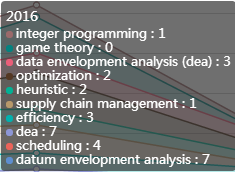 2016
integer programming : 1
game theory : 0
data envelopment analysis (dea) : 3
optimization : 2
heuristic : 2
supply chain management : 1
efficiency : 3
dea : 7
scheduling : 4
datum envelopment analysis : 7